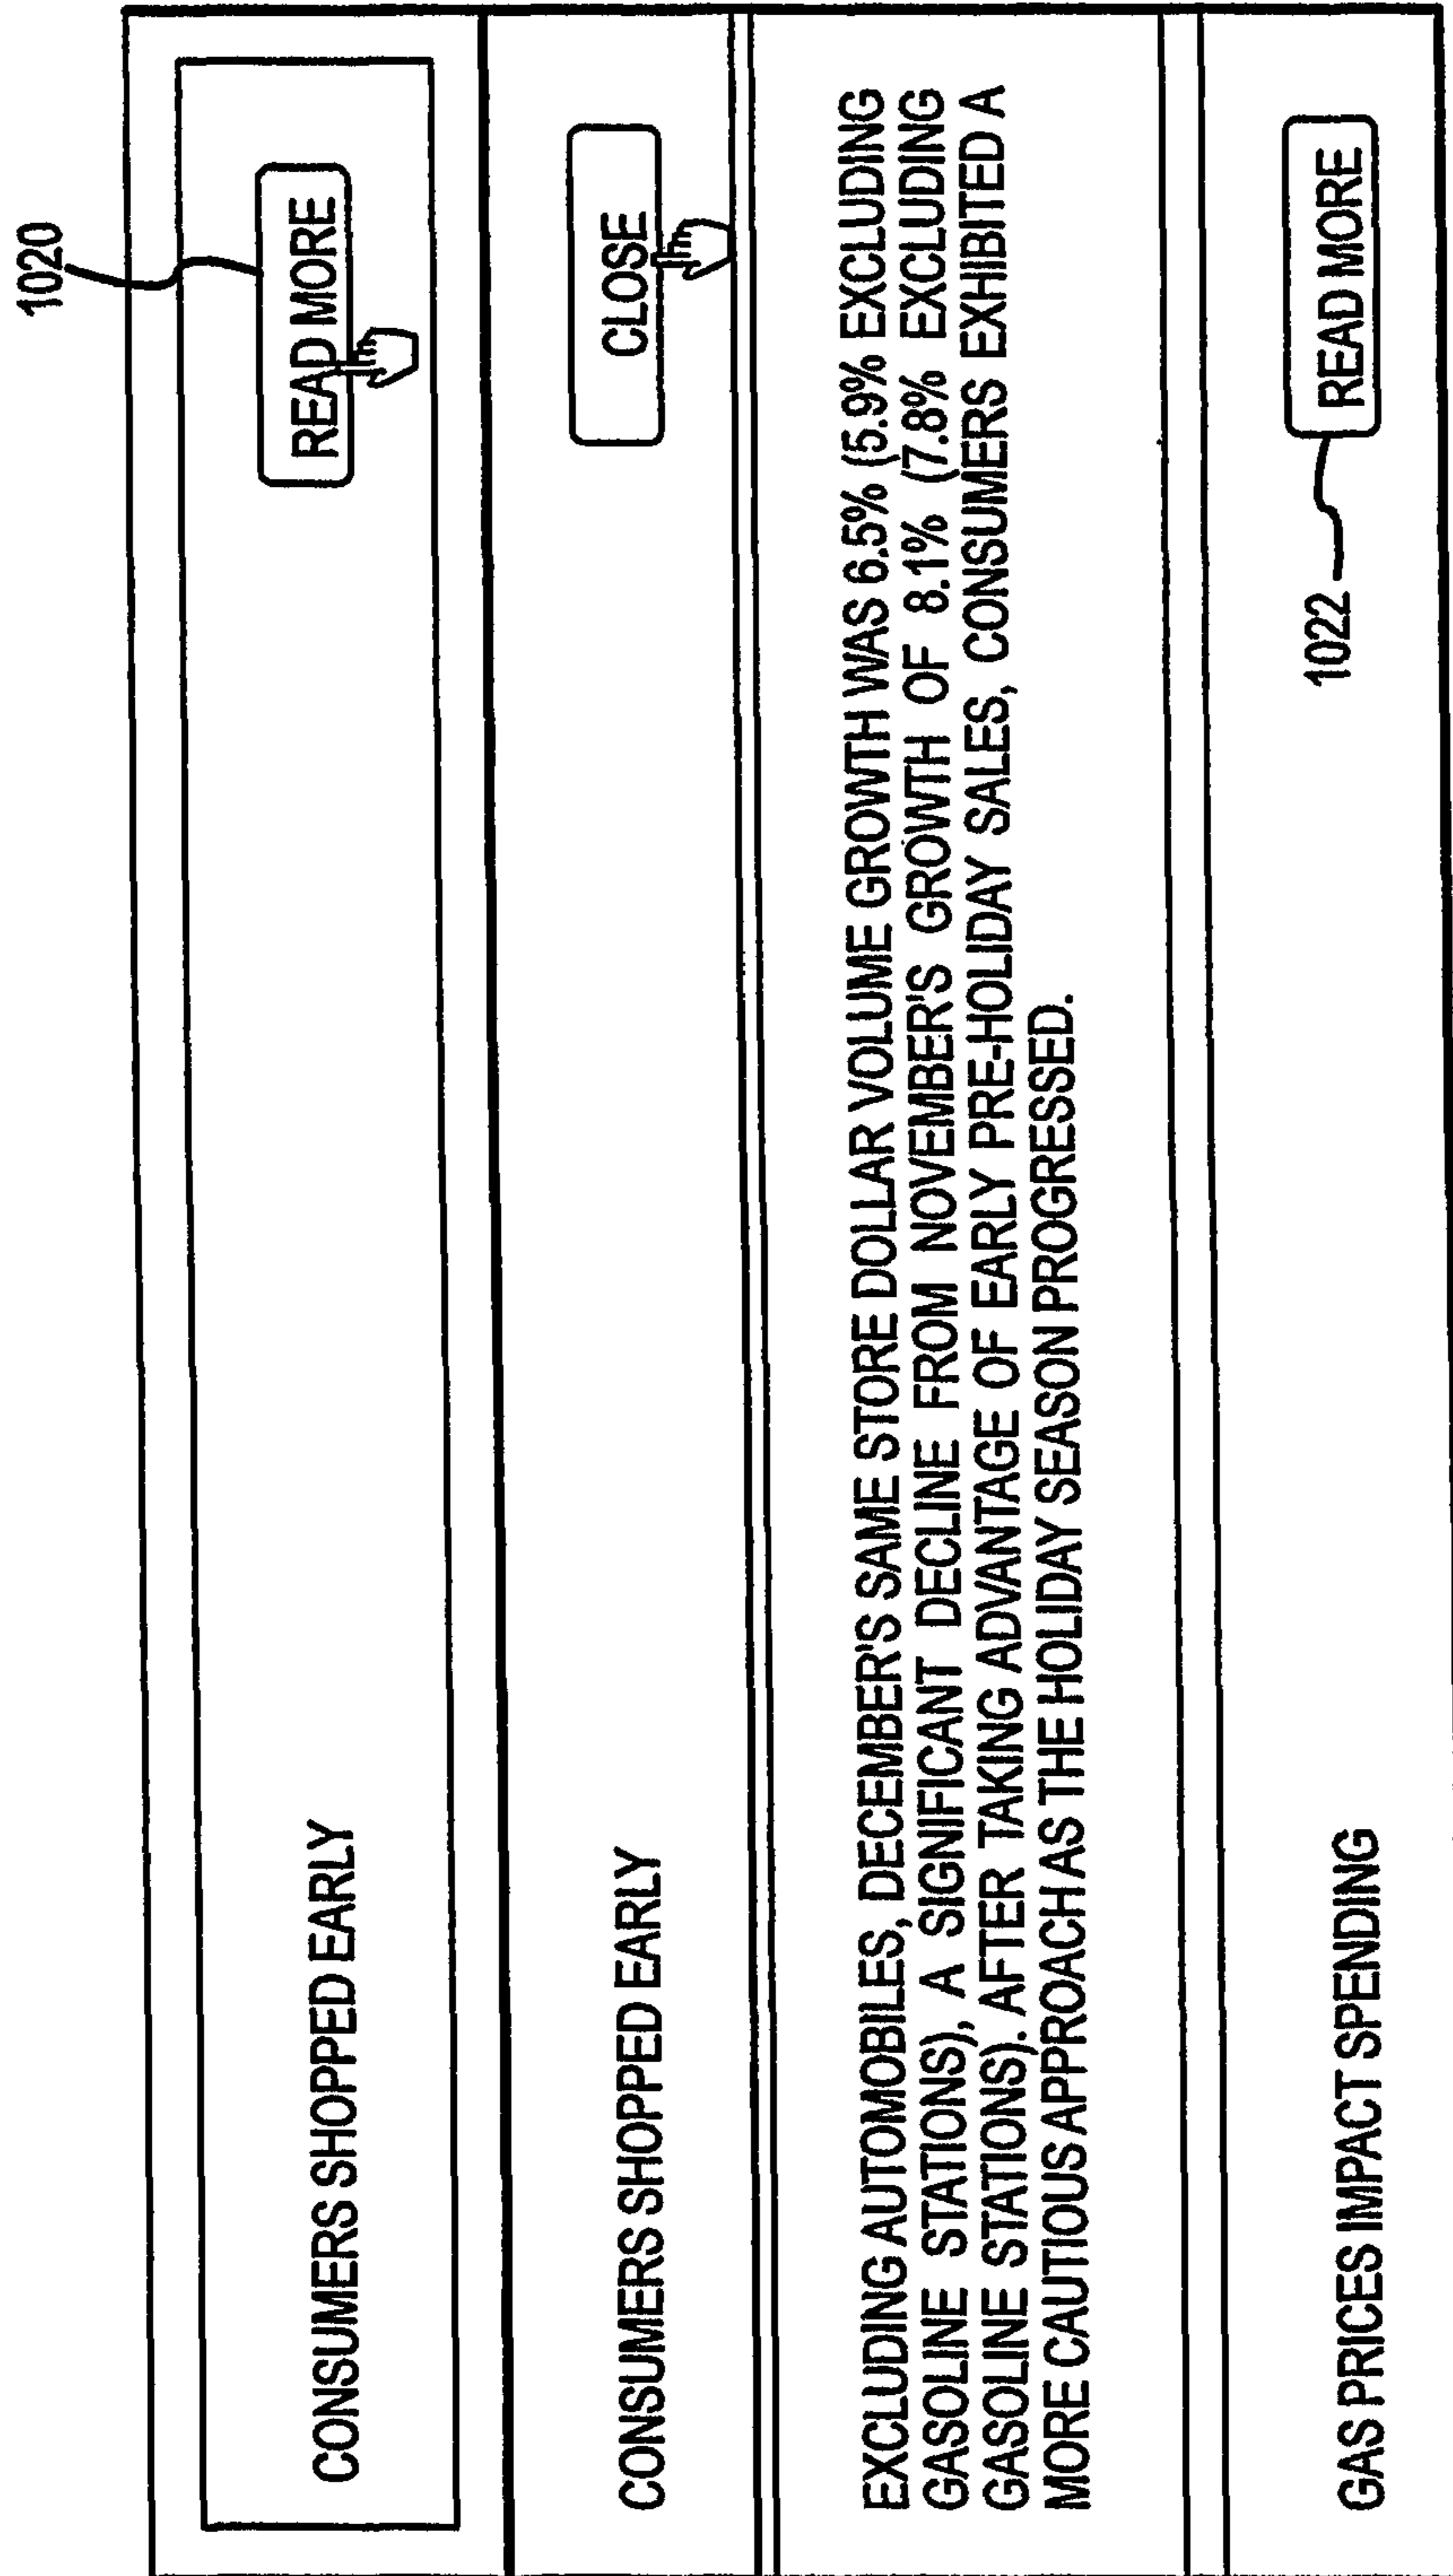 1020
CONSUMERS SHOPPED EARLY
READ MORE
CONSUMERS SHOPPED EARLY
CLOSE
EXCLUDING AUTOMOBILES, DECEMBER'S SAME STORE DOLLAR VOLUME GROWTH WAS 6.5% (5.9% EXCLUDING
GASOLINE STATIONS), A SIGNIFICANT DECLINE FROM NOVEMBER'S GROWTH OF 8.1% (7.8% EXCLUDING
GASOLINE STATIONS). AFTER TAKING ADVANTAGE OF EARLY PRE-HOLIDAY SALES, CONSUMERS EXHIBITED A
MORE CAUTIOUS APPROACH AS THE HOLIDAY SEASON PROGRESSED.
GAS PRICES IMPACT SPENDING
1022
READ MORE